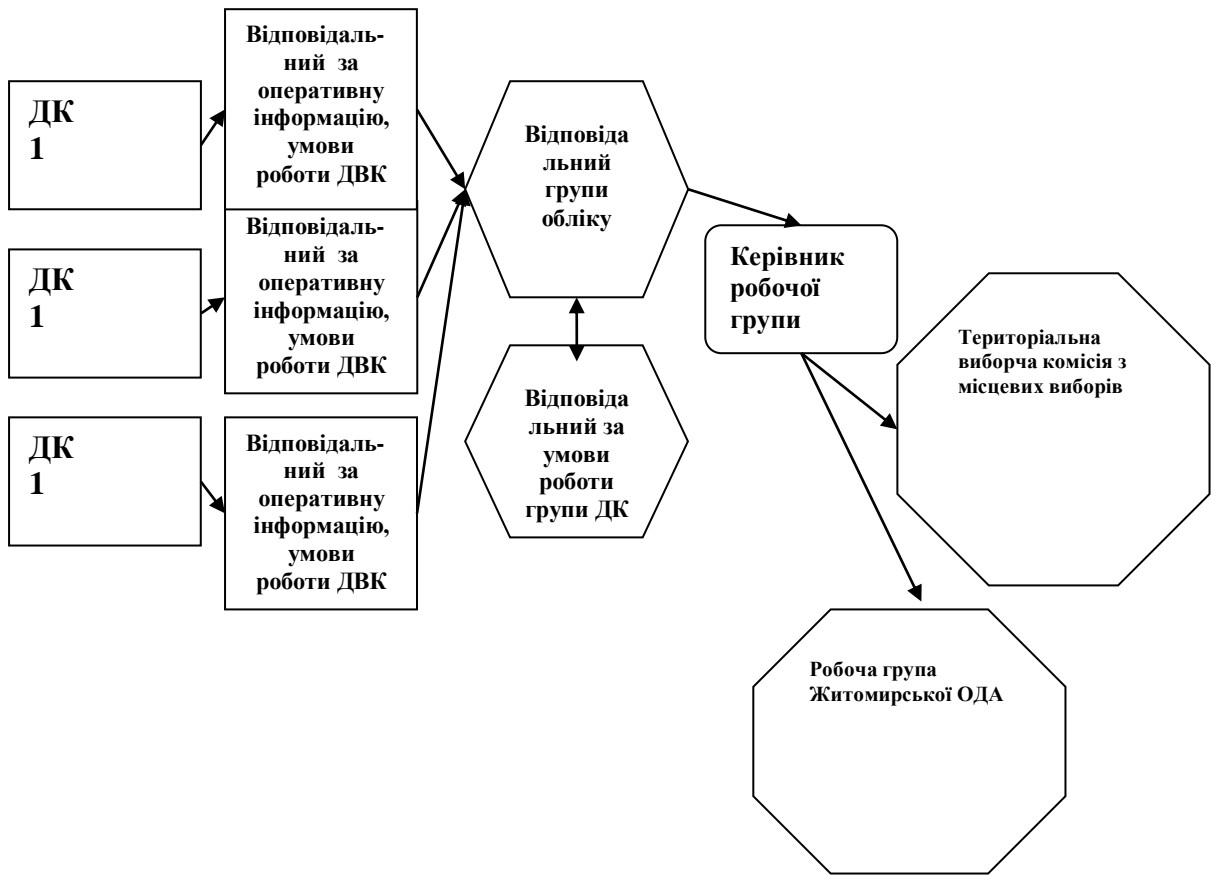 ДК
1
Відповідаль-
ний за
оперативну
інформацію,
умови
роботи ДВК
ДК
1
Відповідаль-
ний за
оперативну
інформацію,
умови
роботи ДВК
ДК
1
Відповідаль-
ний за
оперативну
інформацію,
умови
роботи ДВК
Відповіда
льний
групи
обліку
Відповіда
льний за
умови
роботи
групи ДК
Керівник
робочої
групи
Територіальна
виборча комісія з
місцевих виборів
Робоча група
Житомирської ОДА